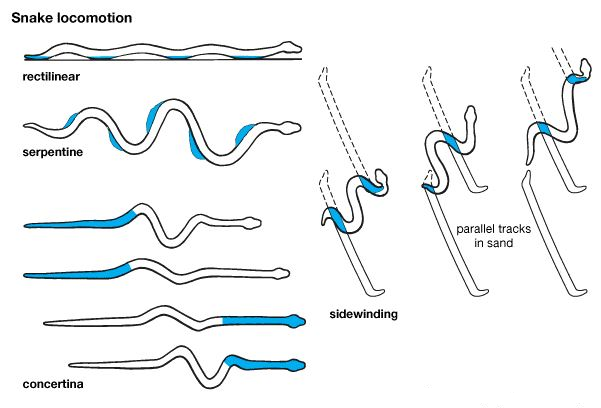 Snake locomotion
rectilinear
serpentine
concertina
parallel tracks
in sand
sidewinding